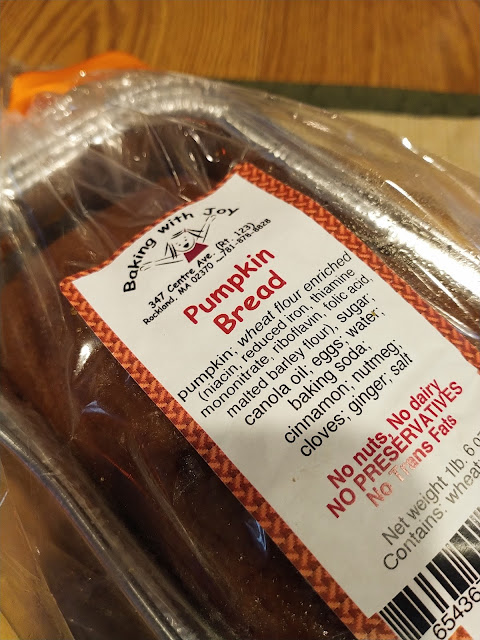 Baking with Joy
347 Centre Ave. (Rt. 123)
Rockland, MA 02370 —781-878-8828
Pumpkin
Bread
pumpkin; wheat flour enriched
(niacin, reduced iron, thiamine
mononitrate, riboflavin, folic acid,
malted barley flour), sugar;
canola oil; eggs; water;
baking soda;
cinnamon; nutmeg;
cloves; ginger, salt
No nuts, No dairy
NO PRESERVATIVES
No Trans Fats
Net weight 1lb. 6 oz
Contains: wheat
65436